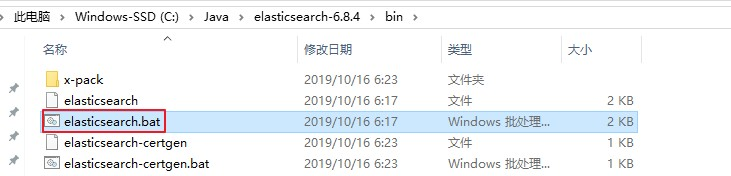 此电脑 > Windows-SSD (C:) > Java > elasticsearch-6.8.4 > bin >
名称 修改日期 类型 大小
x-pack 2019/10/16 6:23 文件夹
elasticsearch 2019/10/16 6:17 文件 2 KB
elasticsearch.bat 2019/10/16 6:17 Windows 批处理... 2 KB
elasticsearch-certgen 2019/10/16 6:23 文件 1 KB
elasticsearch-certgen.bat 2019/10/16 6:23 Windows 批处理... 1 KB